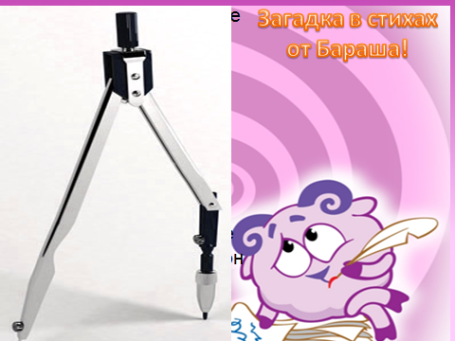 Загадка в стихах
от Бараша!